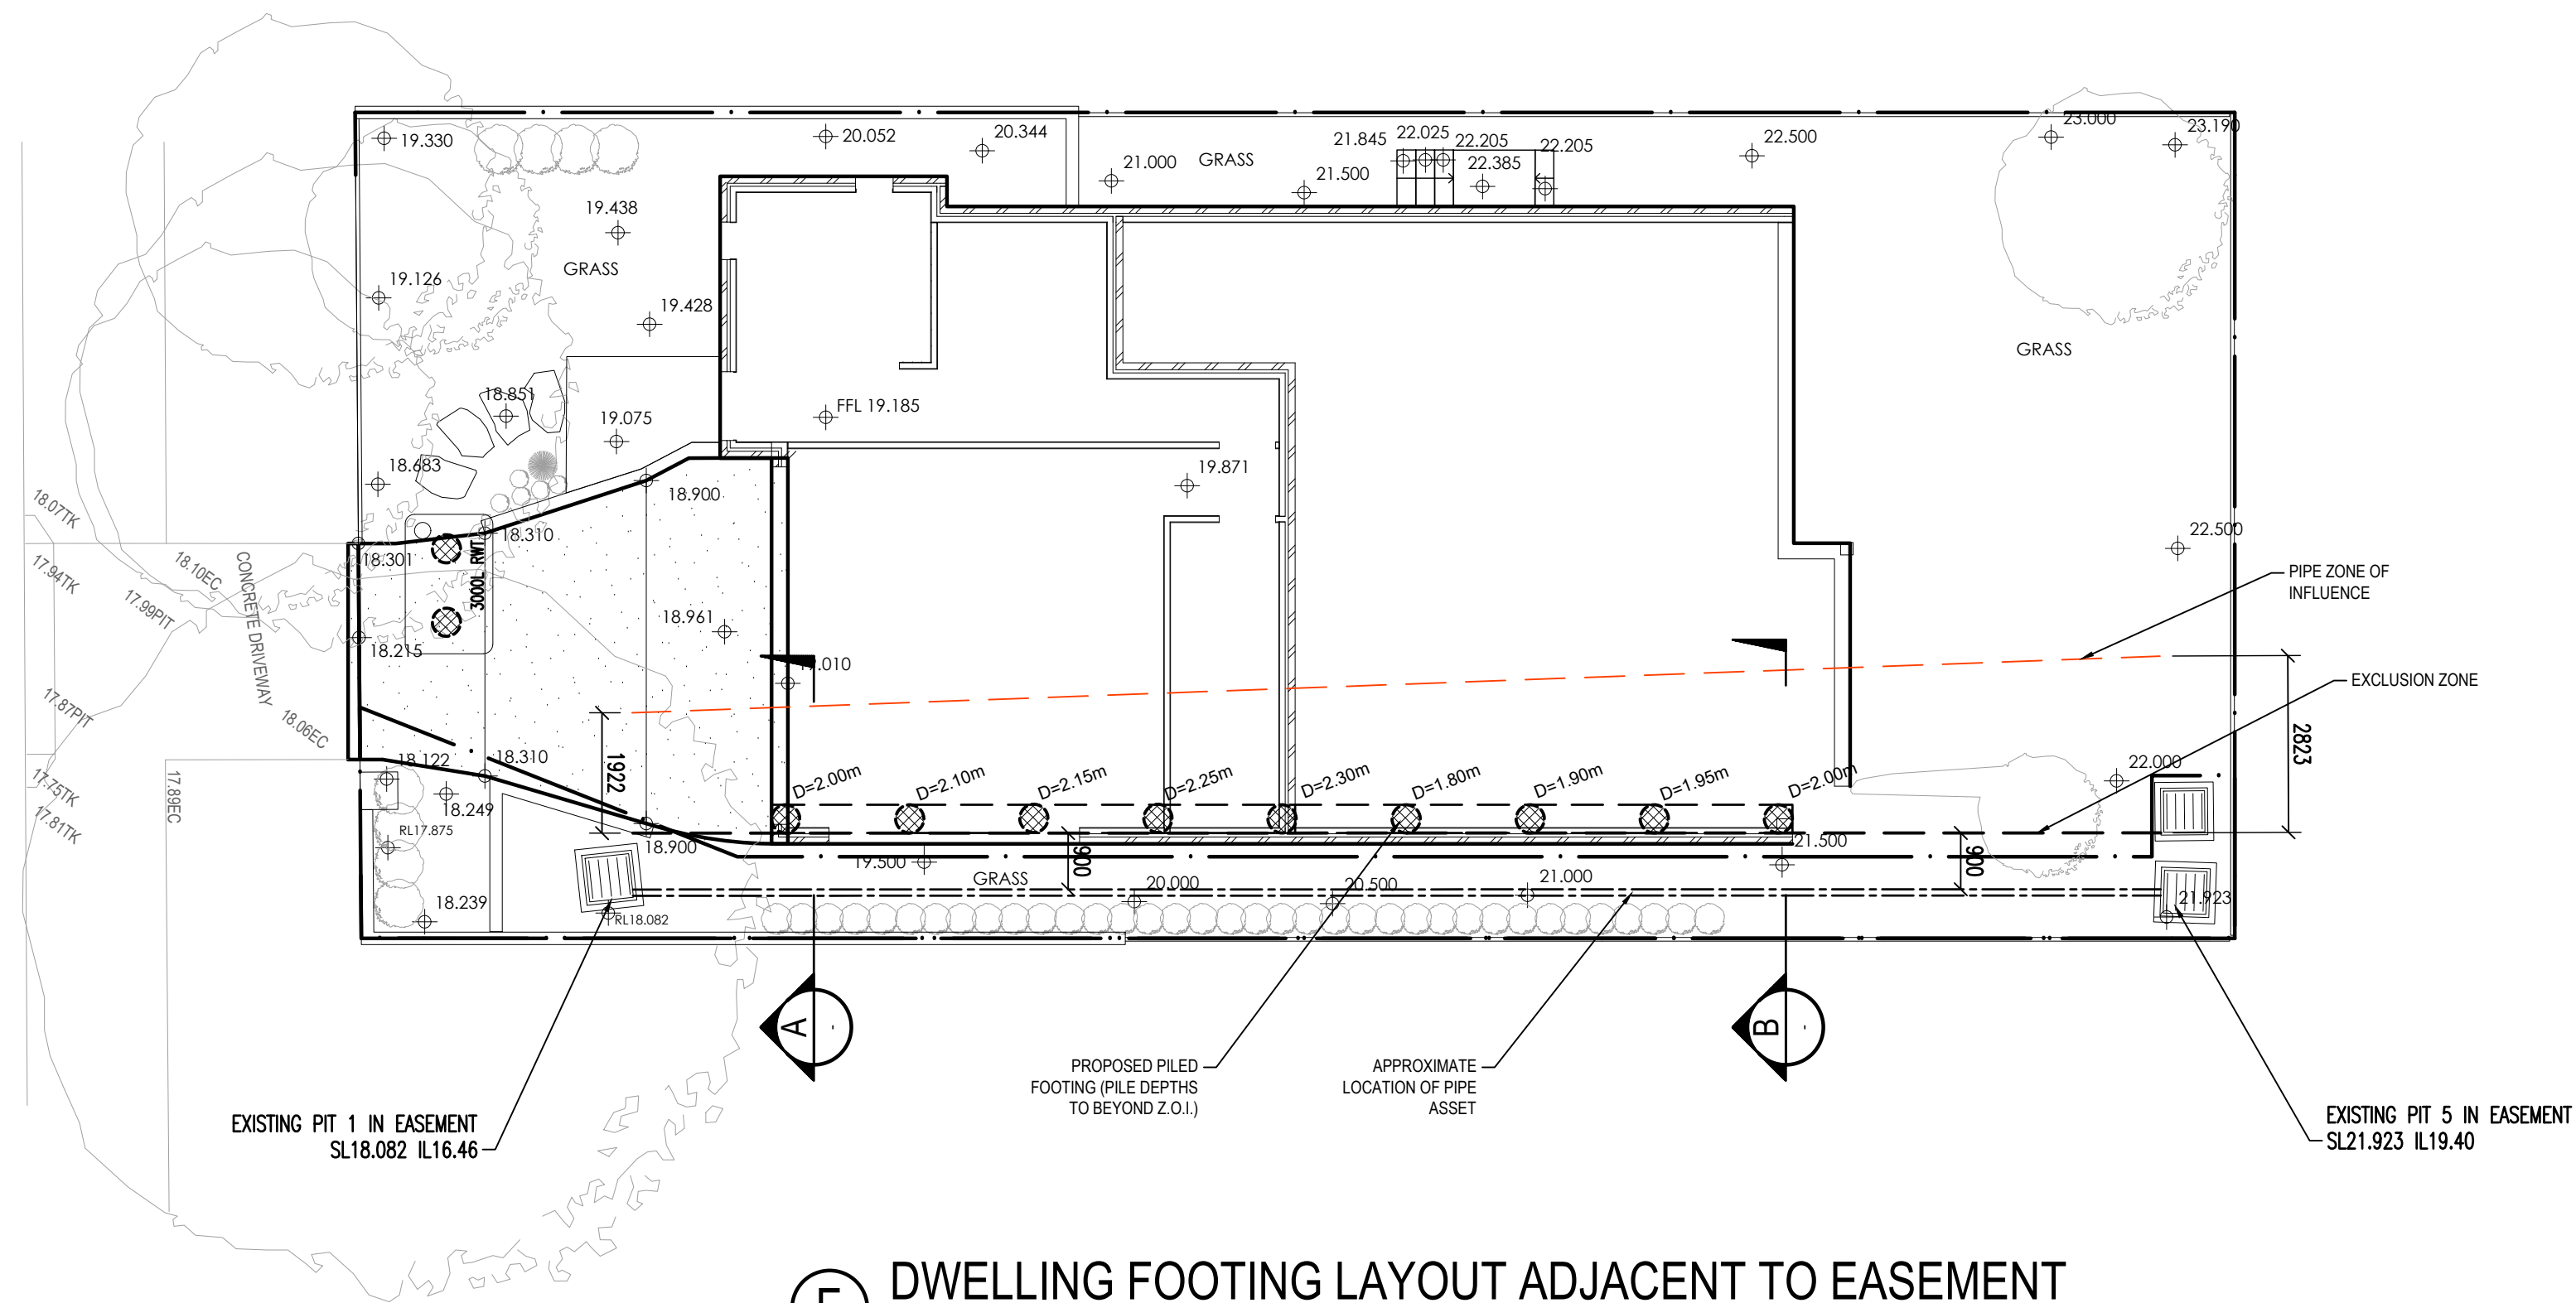 19.330
20.052
20.344
21.000
GRASS
21.845
22.025
22.205
22.385
22.205
21.500
22.500
23.000
23.190
19.438
GRASS
19.126
19.428
GRASS
18.851
19.075
FFL 19.185
18.683
18.900
19.871
18.07TK
17.94TK
18.10EC
17.99PIT
CONCRETE DRIVEWAY
18.301
18.310
3000L RWT
22.500
PIPE ZONE OF
INFLUENCE
18.215
18.961
19.010
EXCLUSION ZONE
17.87PIT
18.06EC
1922
2823
18.122
18.310
22.000
17.75TK
17.81TK
17.89EC
18.249
RL17.875
D=2.00m
D=2.10m
D=2.15m
D=2.25m
D=2.30m
D=1.80m
D=1.90m
D=1.95m
D=2.00m
18.900
19.500
GRASS
900
20.000
20.500
21.000
21.500
900
21.923
18.239
RL18.082
A
-
B
-
PROPOSED PILED
FOOTING (PILE DEPTHS
TO BEYOND Z.O.I.)
APPROXIMATE
LOCATION OF PIPE
ASSET
EXISTING PIT 1 IN EASEMENT
SL18.082 IL16.46
EXISTING PIT 5 IN EASEMENT
SL21.923 IL19.40
DWELLING FOOTING LAYOUT ADJACENT TO EASEMENT